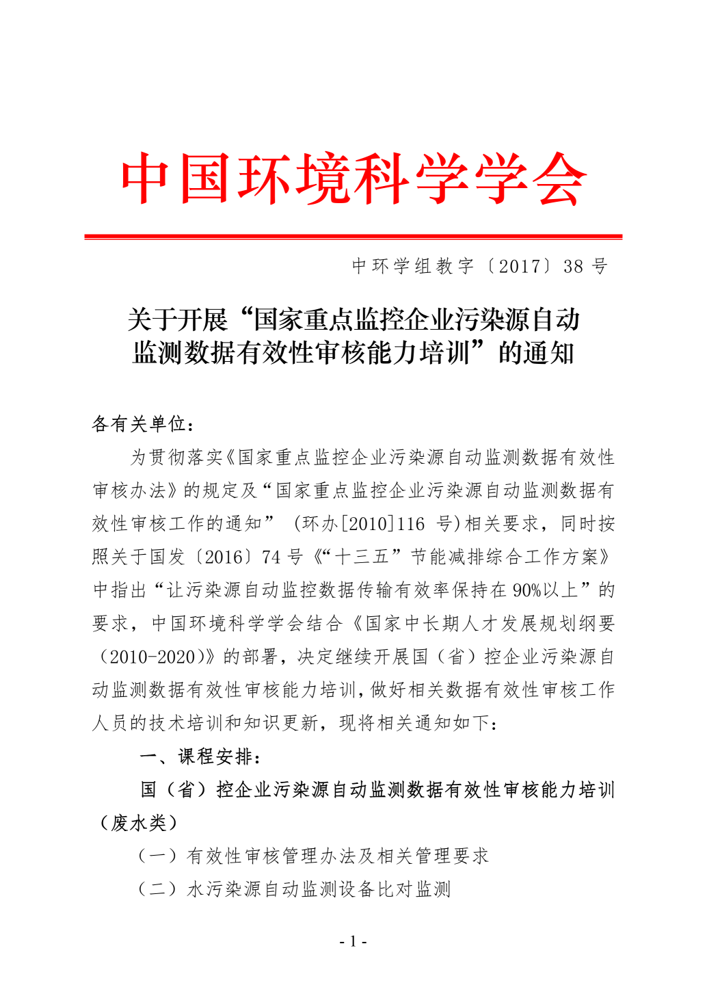 中国环境科学学会
中环学组教字〔2017〕38 号
关于开展“国家重点监控企业污染源自动
监测数据有效性审核能力培训”的通知
各有关单位：
为贯彻落实《国家重点监控企业污染源自动监测数据有效性
审核办法》的规定及“国家重点监控企业污染源自动监测数据有
效性审核工作的通知” (环办[2010]116 号)相关要求，同时按
照关于国发〔2016〕74 号《“十三五”节能减排综合工作方案》
中指出“让污染源自动监控数据传输有效率保持在 90%以上”的
要求，中国环境科学学会结合《国家中长期人才发展规划纲要
（2010-2020）》的部署，决定继续开展国（省）控企业污染源自
动监测数据有效性审核能力培训，做好相关数据有效性审核工作
人员的技术培训和知识更新，现将相关通知如下：
一、课程安排：
国（省）控企业污染源自动监测数据有效性审核能力培训
（废水类）
（一）有效性审核管理办法及相关管理要求
（二）水污染源自动监测设备比对监测
- 1 -